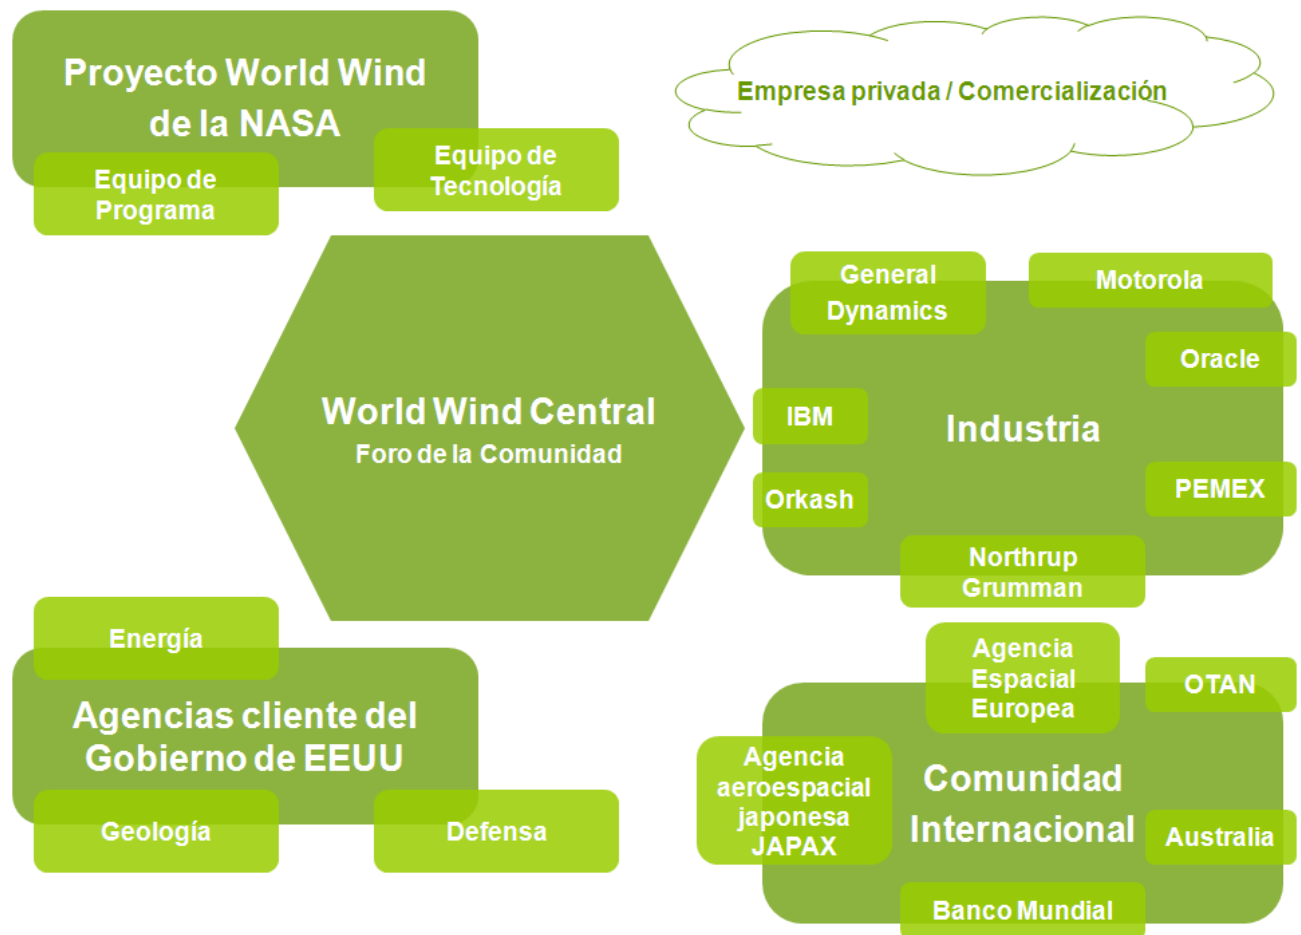 Proyecto World Wind
de la NASA
Equipo de
Programa
Equipo de
Tecnología
Empresa privada / Comercialización
World Wind Central
Foro de la Comunidad
General
Dynamics
Motorola
Oracle
IBM
Industria
Orkash
PEMEX
Northrup
Grumman
Energía
Agencias cliente del
Gobierno de EEUU
Geología
Defensa
Agencia
Espacial
Europea
OTAN
Agencia
aeroespacial
japonesa
JAPAX
Comunidad
Internacional
Australia
Banco Mundial